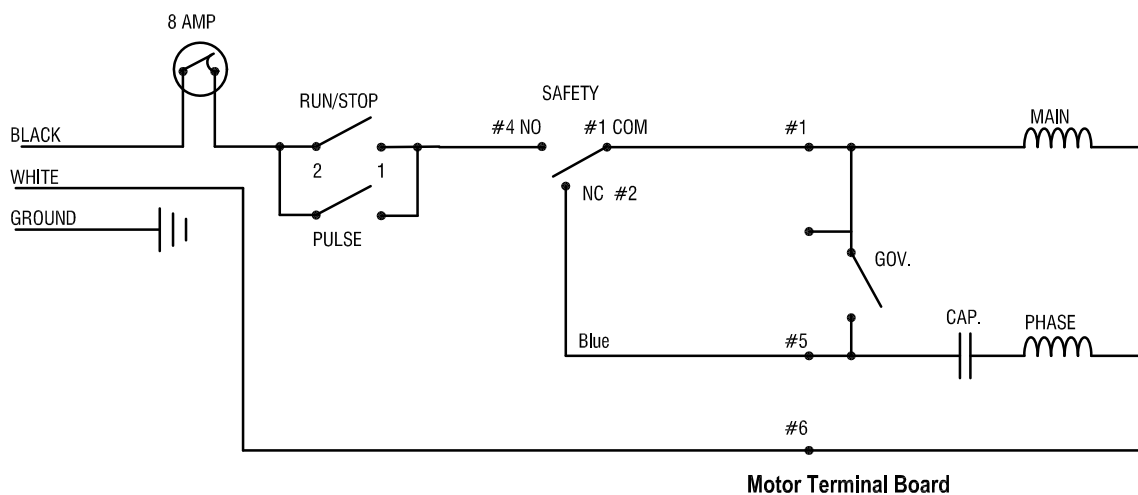 8 AMP
RUN/STOP
SAFETY
BLACK
#4 NO
#1 COM
#1
MAIN
2
1
WHITE
NC #2
GROUND
PULSE
GOV.
CAP.
PHASE
Blue
#5
#6
Motor Terminal Board